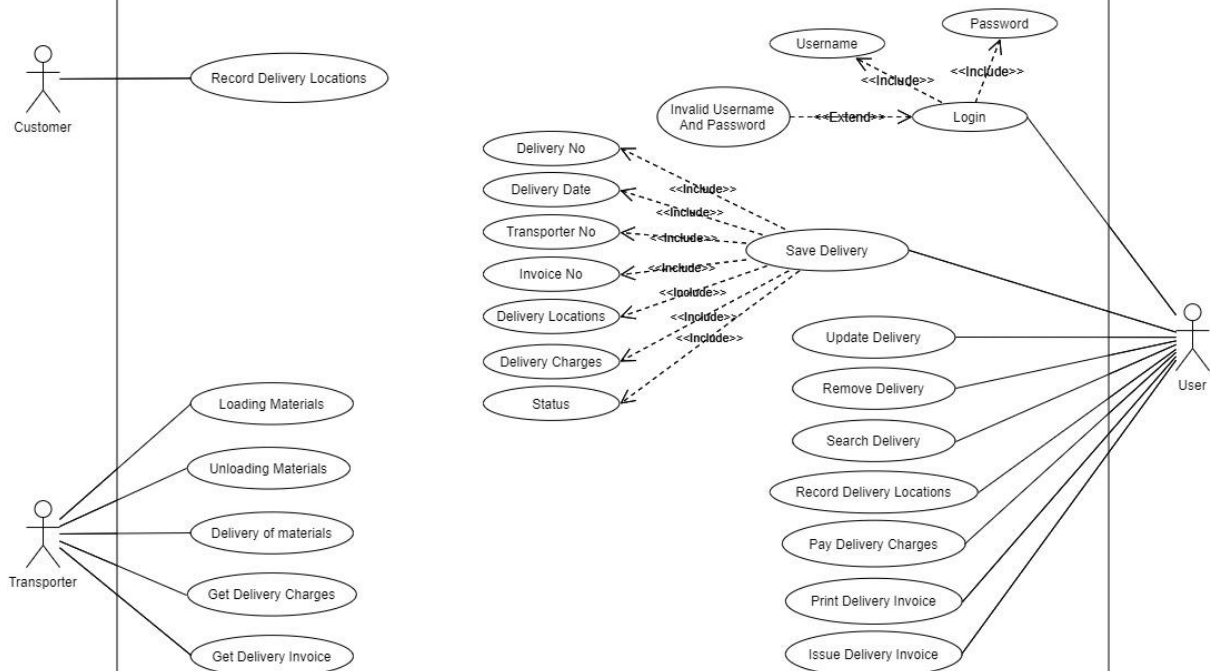 Password
Username
<<Include>>
<<Include>>
Record Delivery Locations
Customer
Invalid Username
And Password
<<Extend>>
Login
Delivery No
Delivery Date
Transporter No
Invoice No
Delivery Locations
Delivery Charges
Status
<<Include>>
<<Include>>
<<Include>>
<<Include>>
<<Include>>
<<Include>>
<<Include>>
Save Delivery
Update Delivery
Remove Delivery
Search Delivery
Record Delivery Locations
Pay Delivery Charges
Print Delivery Invoice
Issue Delivery Invoice
User
Loading Materials
Unloading Materials
Delivery of materials
Get Delivery Charges
Get Delivery Invoice
Transporter